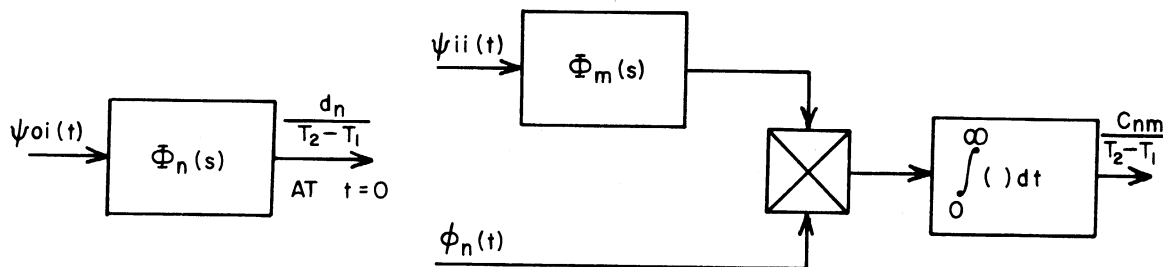 ψoi(t)
Φn(s)
dn
T2-T1
AT t=0
ψii(t)
Φm(s)
ϕn(t)
∞
∫ ( ) dt
0
Cnm
T2-T1